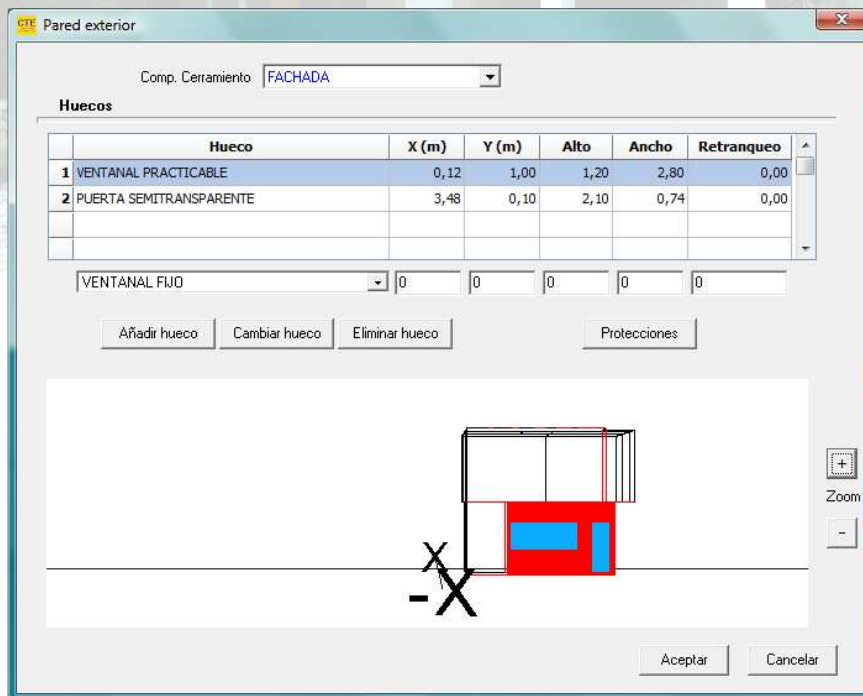 CTE Pared exterior X
Comp. Cerramiento FACHADA
Huecos
Hueco X (m) Y (m) Alto Ancho Retranqueo
1 VENTANAL PRACTICABLE 0,12 1,00 1,20 2,80 0,00
2 PUERTA SEMITRANSPARENTE 3,48 0,10 2,10 0,74 0,00
VENTANAL FIJO 0 0 0 0 0
Añadir hueco Cambiar hueco Eliminar hueco Protecciones
+
Zoom
-
X
-X
Aceptar Cancelar